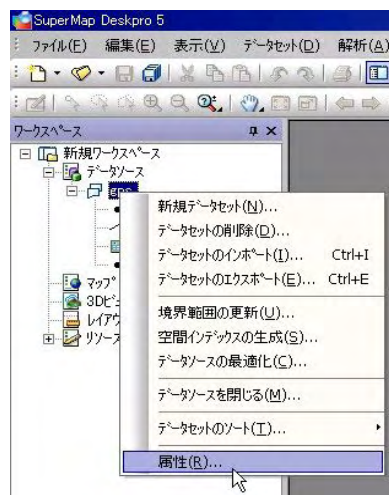 SuperMap Deskpro 5
ファイル(F) 編集(E) 表示(V) データセット(D) 解析(A)
ワークスペース
新規ワークスペース
データソース
gps
マップ
3Dビ
レイアウ
リソース
新規データセット(N)...
データセットの削除(D)...
データセットのインポート(I)... Ctrl+I
データセットのエクスポート(E)... Ctrl+E
境界範囲の更新(U)...
空間インデックスの生成(S)...
データソースの最適化(C)...
データソースを閉じる(M)...
データセットのソート(T)...
属性(R)...